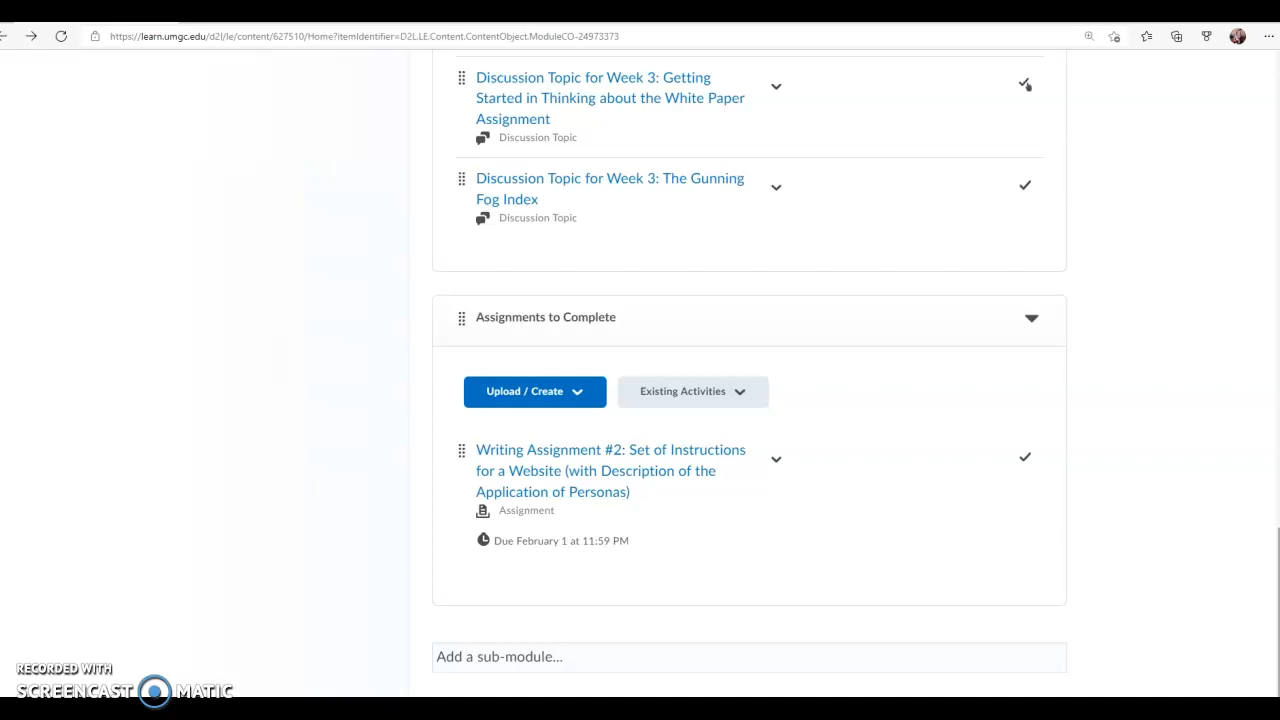 https://learn.umgc.edu/d2l/le/content/627510/Home?itemIdentifier=D2L.LE.Content.ContentObject.ModuleCO-24973373
Discussion Topic for Week 3: Getting
Started in Thinking about the White Paper
Assignment
Discussion Topic
Discussion Topic for Week 3: The Gunning
Fog Index
Discussion Topic
Assignments to Complete
Upload / Create
Existing Activities
Writing Assignment #2: Set of Instructions
for a Website (with Description of the
Application of Personas)
Assignment
Due February 1 at 11:59 PM
Add a sub-module...
RECORDED WITH
SCREENCAST MATIC